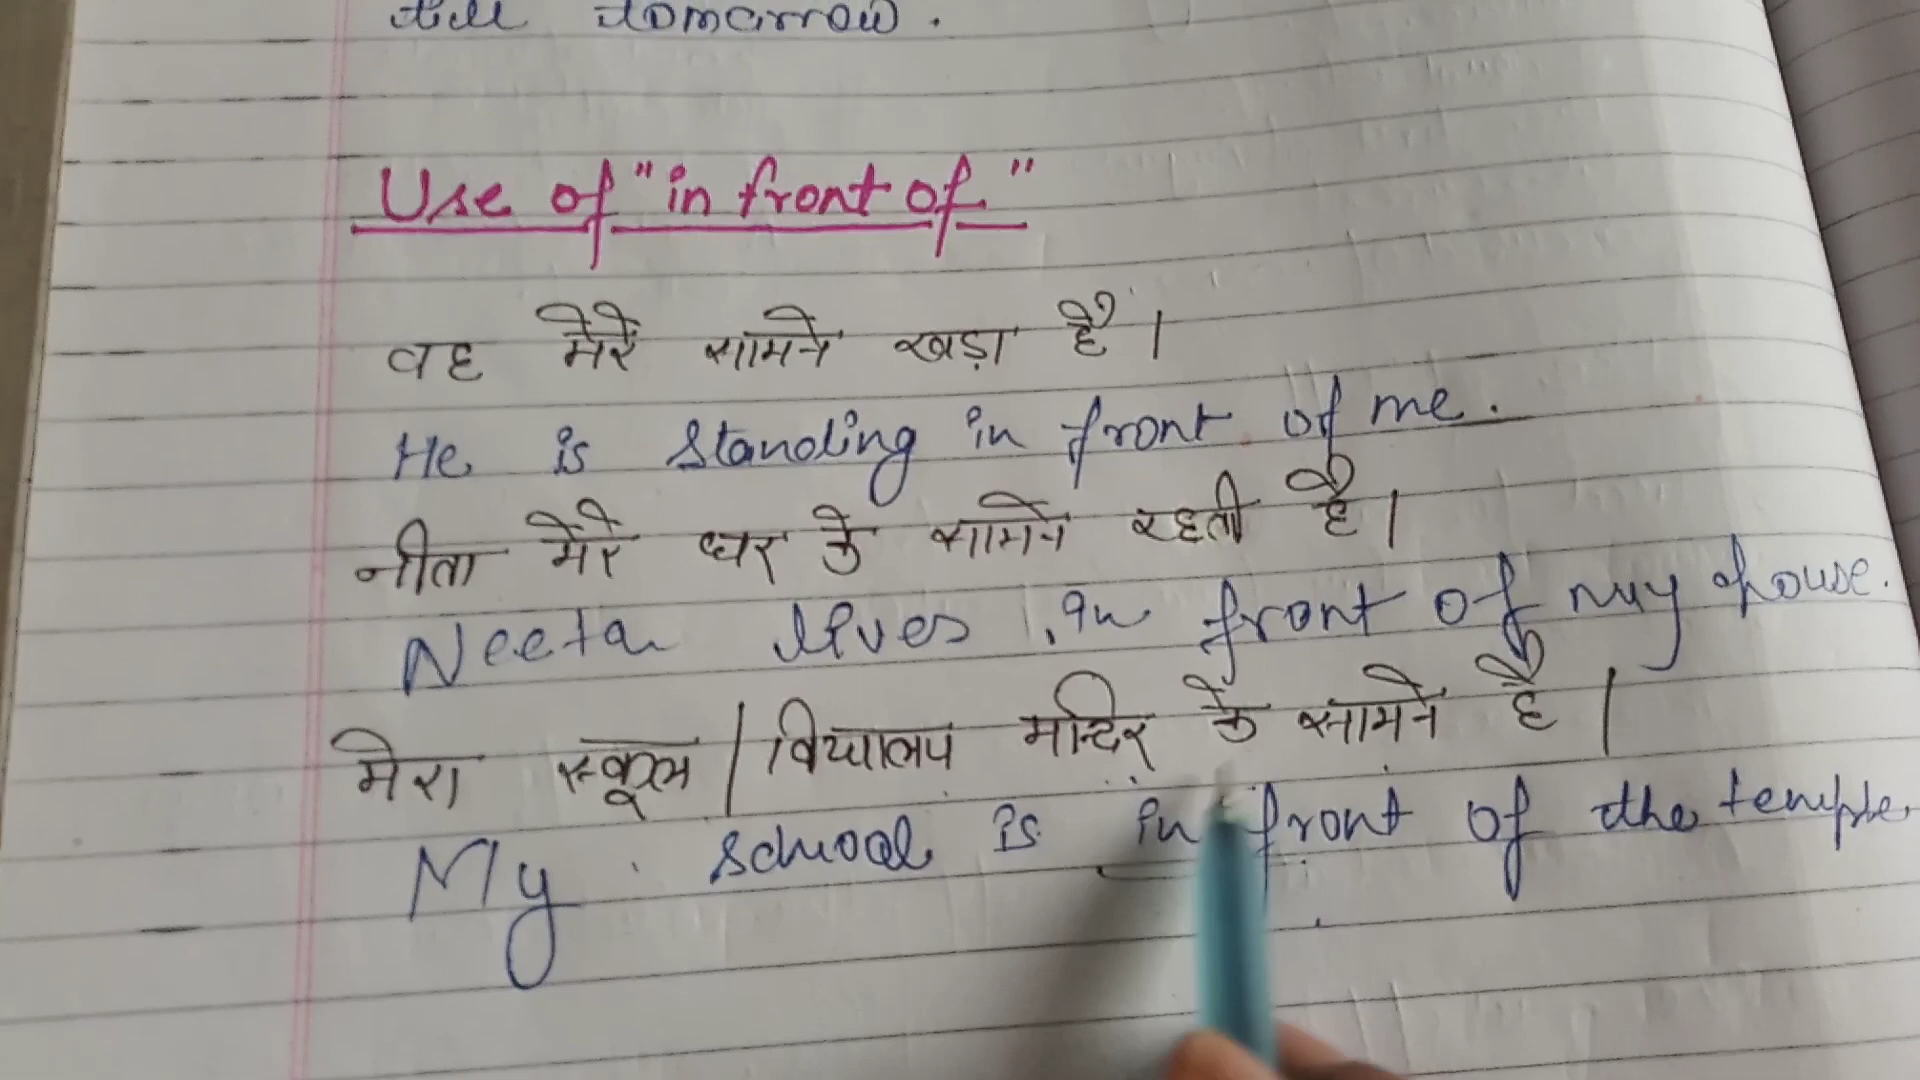 till tomorrow.
Use of "in front of"
वह मेरे सामने खड़ा है।
He is standing in front of me.
नीता मेरे घर के सामने रहती है।
Neeta lives in front of my house.
मेरा स्कूल / विद्यालय मन्दिर के सामने है।
My school is in front of the temple